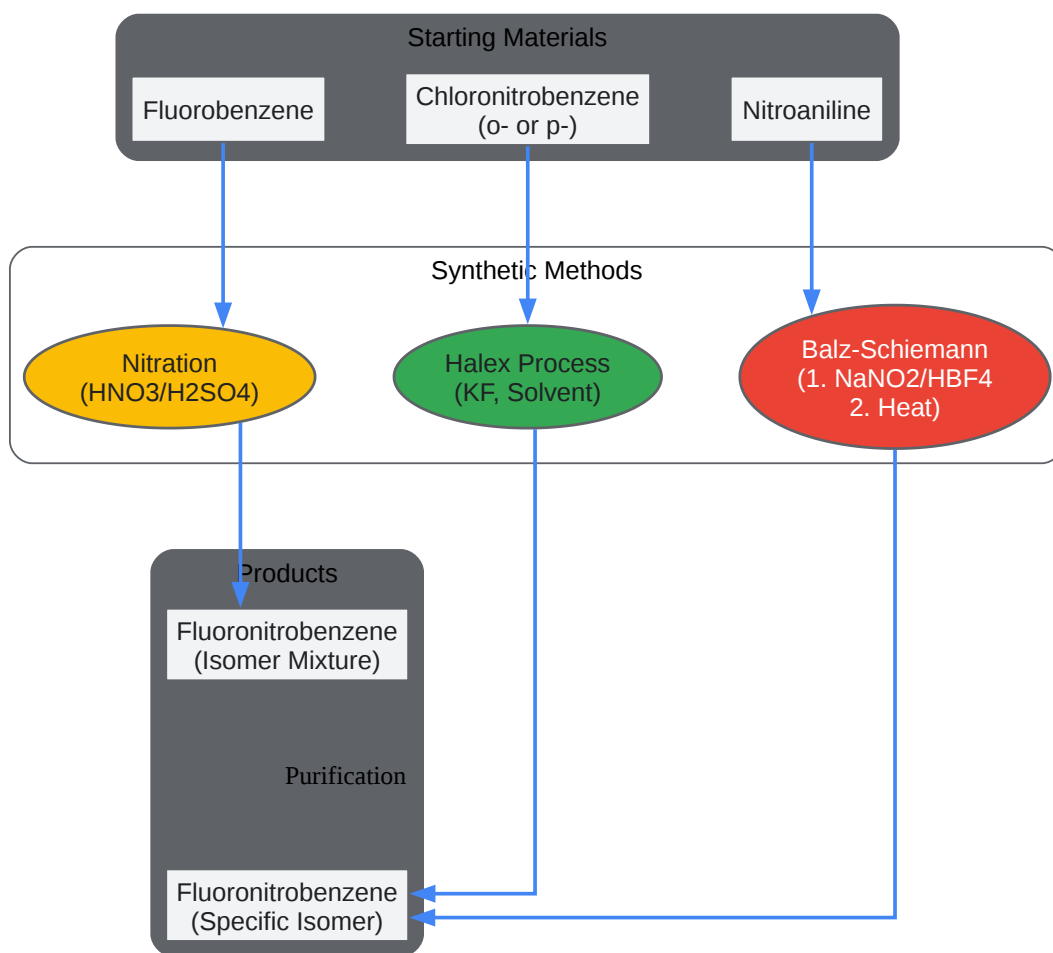 Starting Materials
Fluorobenzene
Chloronitrobenzene
(o- or p-)
Nitroaniline
Synthetic Methods
Nitration
(HNO3/H2SO4)
Halex Process
(KF, Solvent)
Balz-Schiemann
(1. NaNO2/HBF4
2. Heat)
Products
Fluoronitrobenzene
(Isomer Mixture)
Purification
Fluoronitrobenzene
(Specific Isomer)